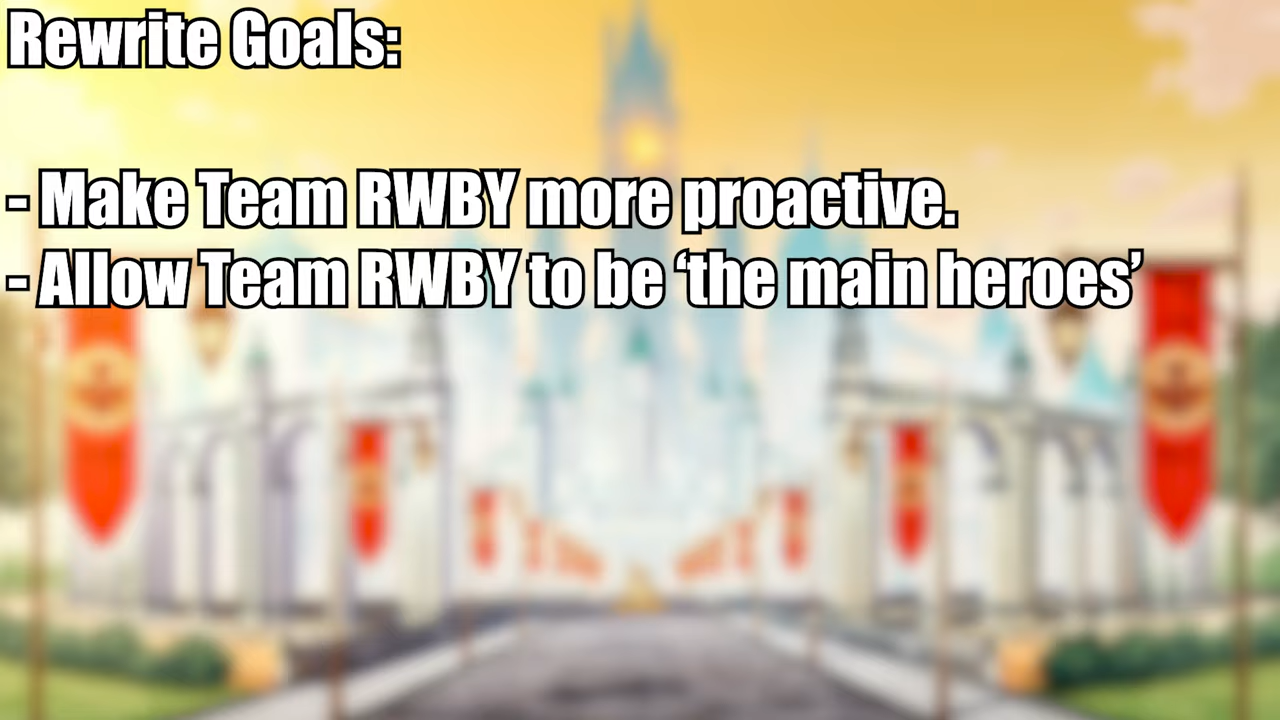 Rewrite Goals:
- Make Team RWBY more proactive.
- Allow Team RWBY to be ‘the main heroes’